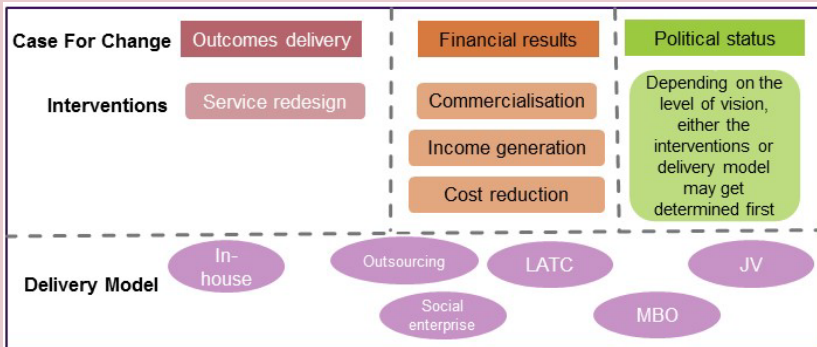 Case For Change
Outcomes delivery
Financial results
Political status
Interventions
Service redesign
Commercialisation
Income generation
Cost reduction
Depending on the
level of vision,
either the
interventions or
delivery model
may get
determined first
Delivery Model
In-
house
Outsourcing
LATC
JV
Social
enterprise
MBO